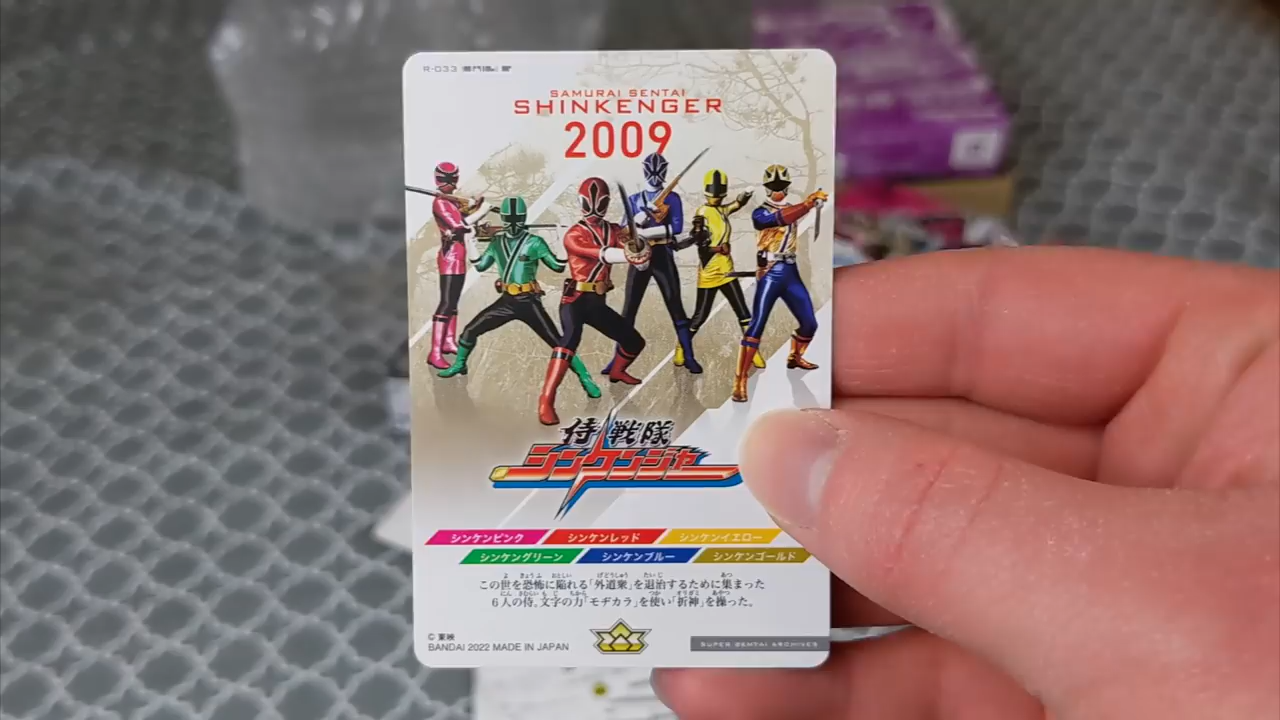 R-033
SAMURAI SENTAI
SHINKENGER
2009
侍戦隊
シンケンジャー
シンケンピンク シンケンレッド シンケンイエロー
シンケングリーン シンケンブルー シンケンゴールド
この世を恐怖に陥れる「外道衆」を退治するために集まった
6人の侍。文字の力「モヂカラ」を使い「折神」を操った。
© 東映
BANDAI 2022 MADE IN JAPAN
SUPER SENTAI ARCHIVES